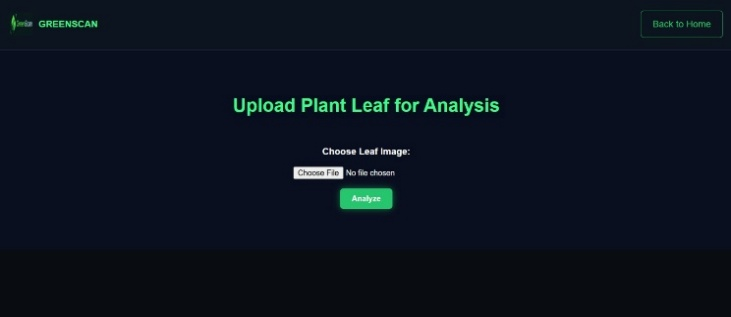 GREENSCAN
Back to Home
Upload Plant Leaf for Analysis
Choose Leaf Image:
Choose File No file chosen
Analyze